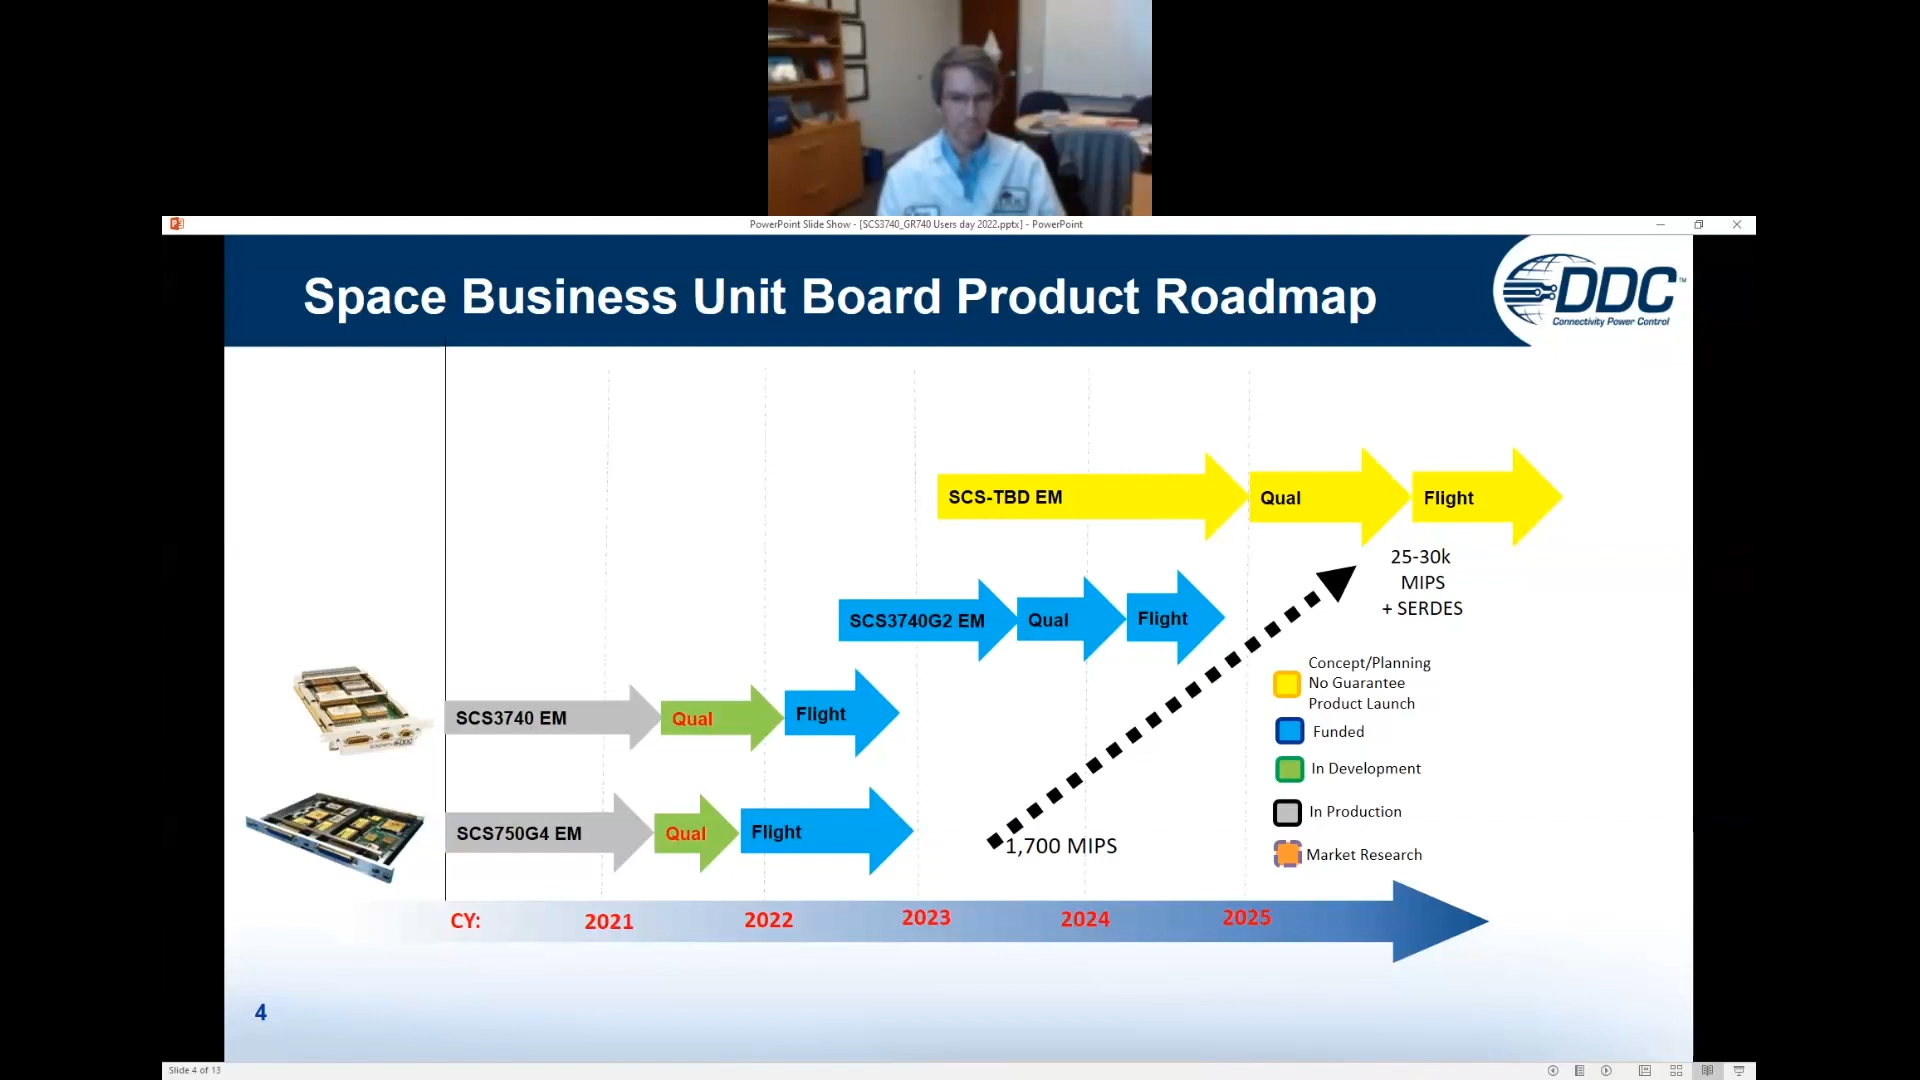 PowerPoint Slide Show - [SCS3740_GR740 Users day 2022.pptx] - PowerPoint
Space Business Unit Board Product Roadmap
DDC™
Connectivity Power Control
SCS-TBD EM
Qual
Flight
25-30k
MIPS
+ SERDES
SCS3740G2 EM
Qual
Flight
SCS3740 EM
Qual
Flight
SCS750G4 EM
Qual
Flight
1,700 MIPS
Concept/Planning
No Guarantee
Product Launch
Funded
In Development
In Production
Market Research
CY:
2021
2022
2023
2024
2025
4
Slide 4 of 13